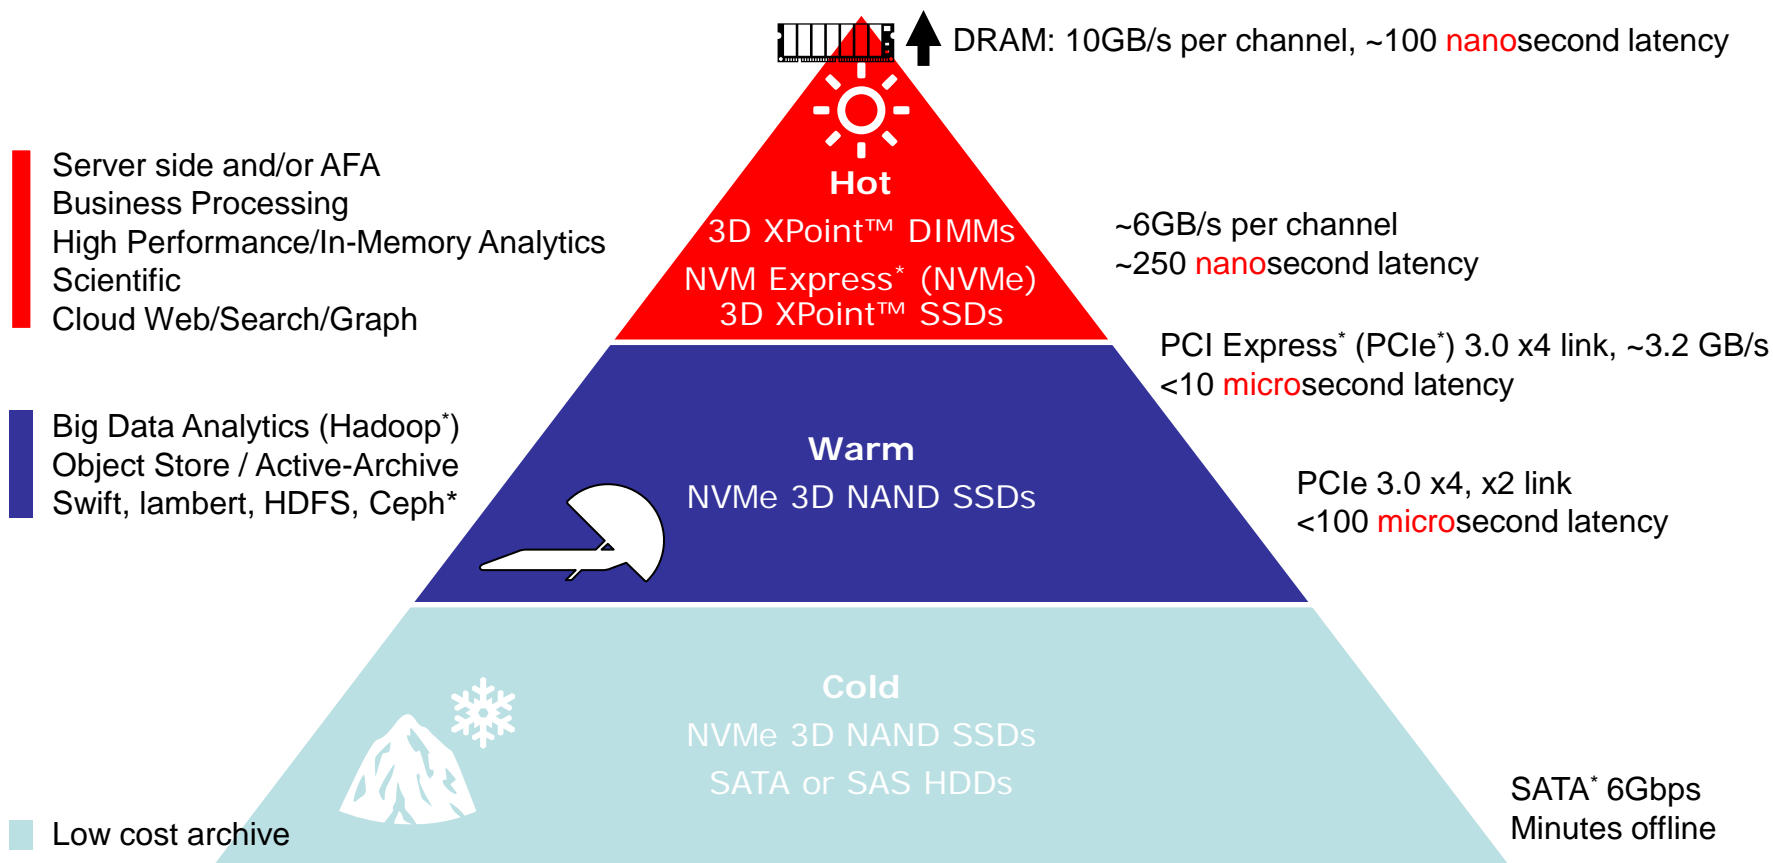 DRAM: 10GB/s per channel, ~100 nanosecond latency
Server side and/or AFA
Business Processing
High Performance/In-Memory Analytics
Scientific
Cloud Web/Search/Graph
Hot
3D XPoint™ DIMMs
NVM Express* (NVMe)
3D XPoint™ SSDs
~6GB/s per channel
~250 nanosecond latency
PCI Express* (PCIe*) 3.0 x4 link, ~3.2 GB/s
<10 microsecond latency
Big Data Analytics (Hadoop*)
Object Store / Active-Archive
Swift, lambert, HDFS, Ceph*
Warm
NVMe 3D NAND SSDs
PCIe 3.0 x4, x2 link
<100 microsecond latency
Cold
NVMe 3D NAND SSDs
SATA or SAS HDDs
SATA* 6Gbps
Minutes offline
Low cost archive